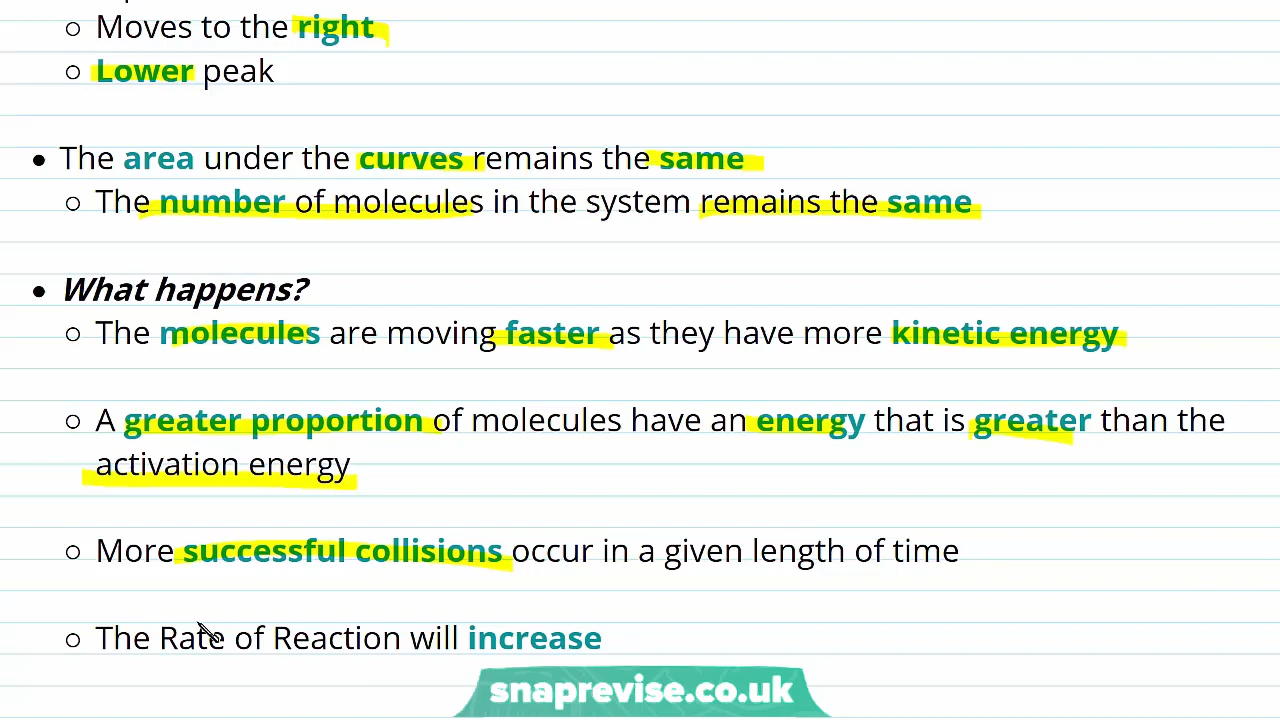 Moves to the right
Lower peak
The area under the curves remains the same
The number of molecules in the system remains the same
What happens?
The molecules are moving faster as they have more kinetic energy
A greater proportion of molecules have an energy that is greater than the
activation energy
More successful collisions occur in a given length of time
The Rate of Reaction will increase
snaprevise.co.uk